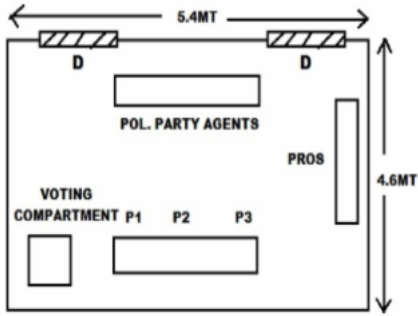 5.4MT
D
D
POL. PARTY AGENTS
PROS
4.6MT
VOTING
COMPARTMENT
P1 P2 P3